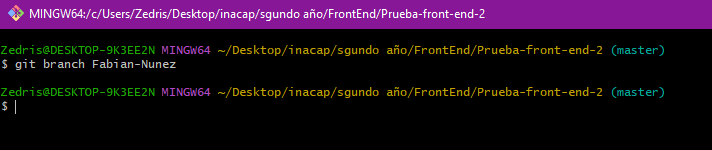 MINGW64:/c/Users/Zedris/Desktop/inacap/sgundo año/FrontEnd/Prueba-front-end-2
Zedris@DESKTOP-9K3EE2N MINGW64 ~/Desktop/inacap/sgundo año/FrontEnd/Prueba-front-end-2 (master)
$ git branch Fabian-Nunez
Zedris@DESKTOP-9K3EE2N MINGW64 ~/Desktop/inacap/sgundo año/FrontEnd/Prueba-front-end-2 (master)
$